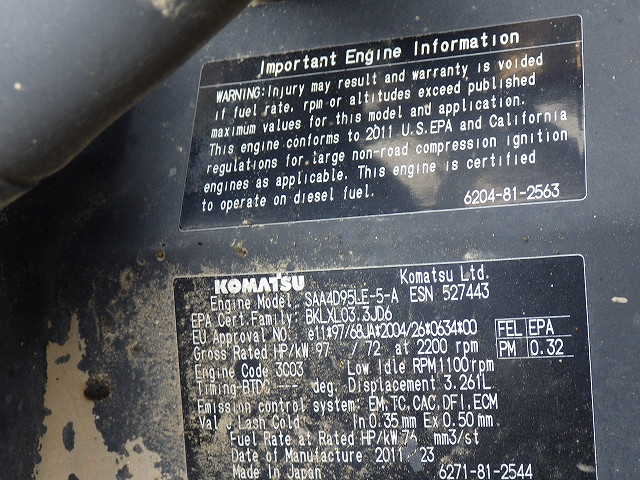 Important Engine Information
WARNING:Injury may result and warranty is voided
if fuel rate, rpm or altitudes exceed published
maximum values for this model and application.
This engine conforms to 2011 U.S.EPA and California
regulations for large non-road compression ignition
engines as applicable. This engine is certified
to operate on diesel fuel.
6204-81-2563
KOMATSU Komatsu Ltd.
Engine Model. SAA4D95LE-5-A ESN 527443
EPA Cert.Family: BKLXL03.3JD6
EU Approval NO. e11*97/68JA*2004/26*0634*00
FEL EPA
Gross Rated HP/kW 97 / 72 at 2200 rpm
PM 0.32
Engine Code 3C03 Low Idle RPM1100rpm
Timing-BTDC --- deg. Displacement 3.261L
Emission control system: EM,TC,CAC,DFI,ECM
Lash Cold. In 0.35mm Ex 0.50mm
Fuel Rate at Rated HP/kW mm3/st
Date of Manufacture 2011 / 23
Made In Japan 6271-81-2544